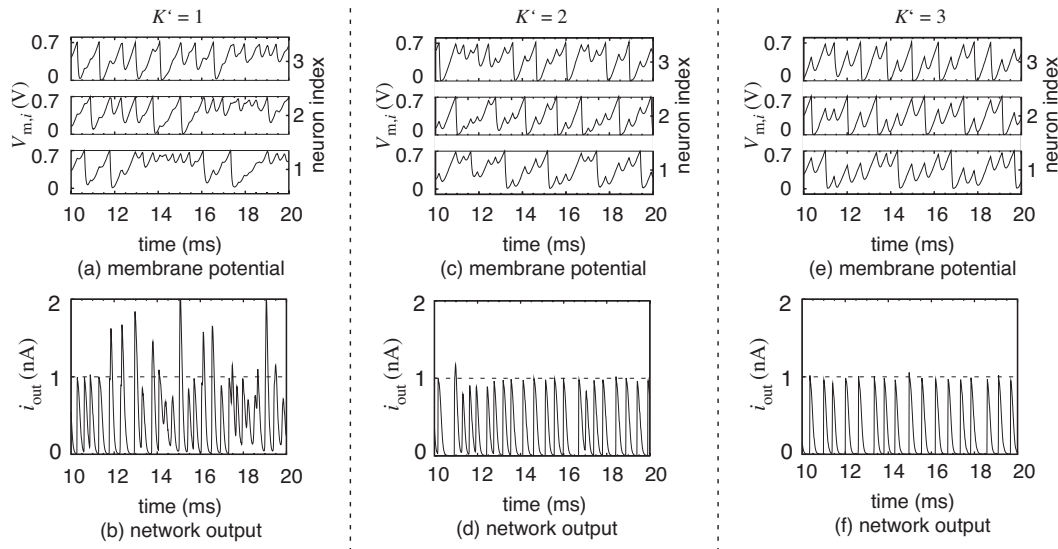 K‘ = 1
0.7
0
0.7
0
0.7
0
3
2
1
V m,i (V)
neuron index
10 12 14 16 18 20
time (ms)
(a) membrane potential
2
1
0
i out (nA)
10 12 14 16 18 20
time (ms)
(b) network output
K‘ = 2
0.7
0
0.7
0
0.7
0
3
2
1
V m,i (V)
neuron index
10 12 14 16 18 20
time (ms)
(c) membrane potential
2
1
0
i out (nA)
10 12 14 16 18 20
time (ms)
(d) network output
K‘ = 3
0.7
0
0.7
0
0.7
0
3
2
1
V m,i (V)
neuron index
10 12 14 16 18 20
time (ms)
(e) membrane potential
2
1
0
i out (nA)
10 12 14 16 18 20
time (ms)
(f) network output